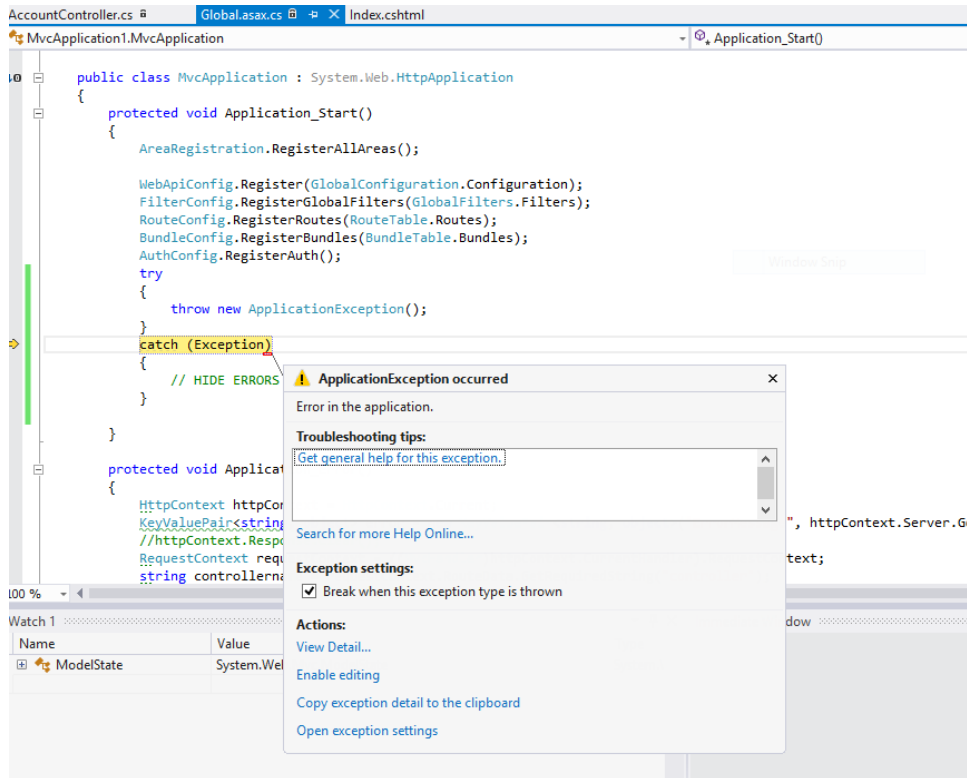 AccountController.cs
Global.asax.cs
Index.cshtml
MvcApplication1.MvcApplication
Application_Start()
public class MvcApplication : System.Web.HttpApplication
{
protected void Application_Start()
{
AreaRegistration.RegisterAllAreas();
WebApiConfig.Register(GlobalConfiguration.Configuration);
FilterConfig.RegisterGlobalFilters(GlobalFilters.Filters);
RouteConfig.RegisterRoutes(RouteTable.Routes);
BundleConfig.RegisterBundles(BundleTable.Bundles);
AuthConfig.RegisterAuth();
try
{
throw new ApplicationException();
}
catch (Exception)
{
// HIDE ERRORS
}
}
protected void Applicat
{
HttpContext httpCon
KeyValuePair<string ", httpContext.Server.G
//httpContext.Respo
RequestContext requ text;
string controllerna
ApplicationException occurred
Error in the application.
Troubleshooting tips:
Get general help for this exception.
Search for more Help Online...
Exception settings:
Break when this exception type is thrown
Actions:
View Detail...
Enable editing
Copy exception detail to the clipboard
Open exception settings
Window Snip
100 %
Watch 1
dow
Name Value
ModelState System.Wel